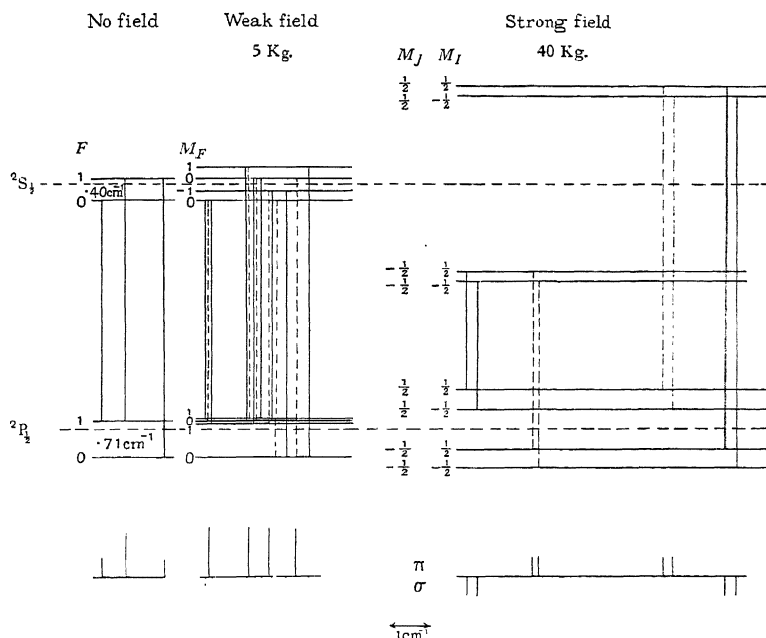 No field
Weak field
5 Kg.
Strong field
40 Kg.
M_J M_I
½ ½
½ -½
F
M_F
²S_½
1
·40cm⁻¹
0
1
0
1
0
-½ ½
-½ -½
½ ½
½ -½
²P_½
1
·71cm⁻¹
0
1
0
1
0
-½ ½
-½ -½
π
σ
1cm⁻¹